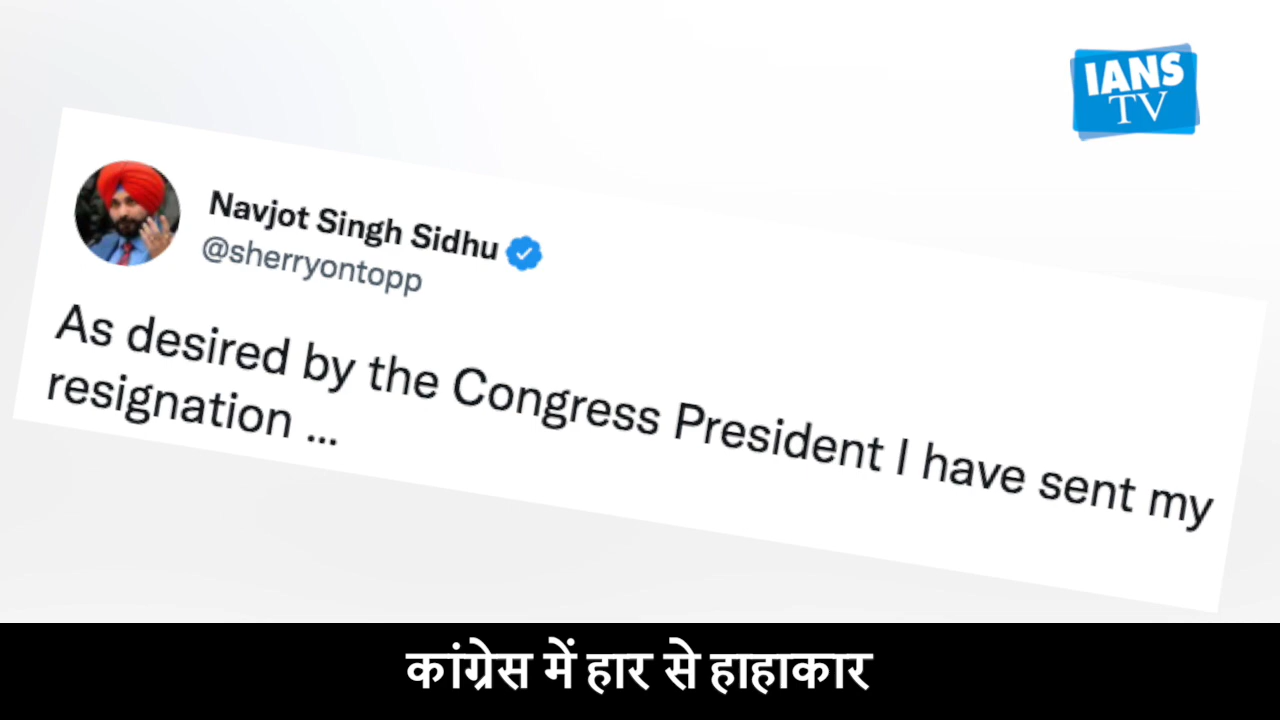 IANS
TV
Navjot Singh Sidhu
@sherryontopp
As desired by the Congress President I have sent my
resignation ...
कांग्रेस में हार से हाहाकार